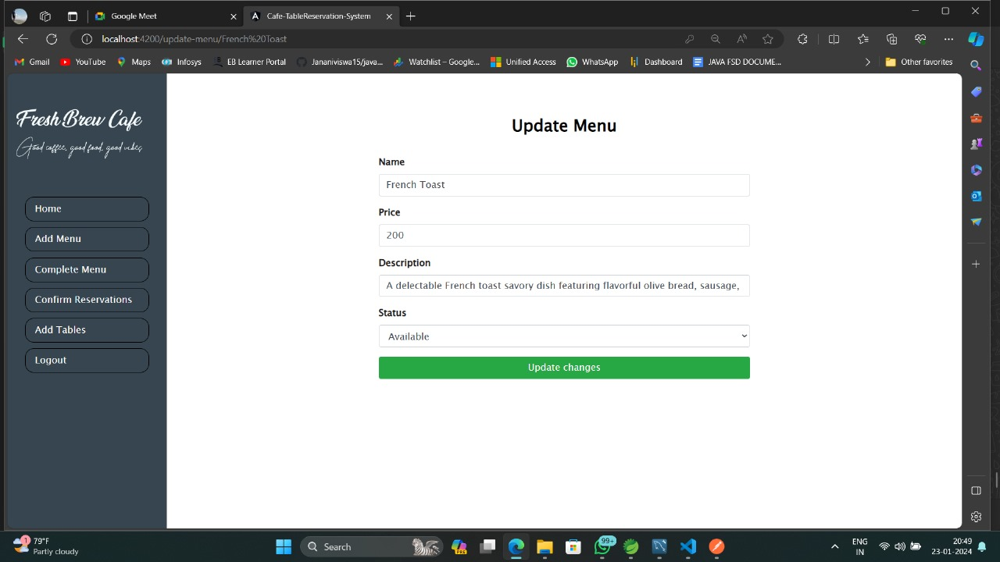 Google Meet
Cafe-TableReservation-System
localhost:4200/update-menu/French%20Toast
Gmail
YouTube
Maps
Infosys
EB Learner Portal
Jananiviswa15/java...
Watchlist – Google...
Unified Access
WhatsApp
Dashboard
JAVA FSD DOCUME...
Other favorites
Fresh Brew Cafe
Good coffee, good food, good vibes
Home
Add Menu
Complete Menu
Confirm Reservations
Add Tables
Logout
Update Menu
Name
French Toast
Price
200
Description
A delectable French toast savory dish featuring flavorful olive bread, sausage,
Status
Available
Update changes
1
79°F
Partly cloudy
Search
PRE
99+
ENG
IN
20:49
23-01-2024